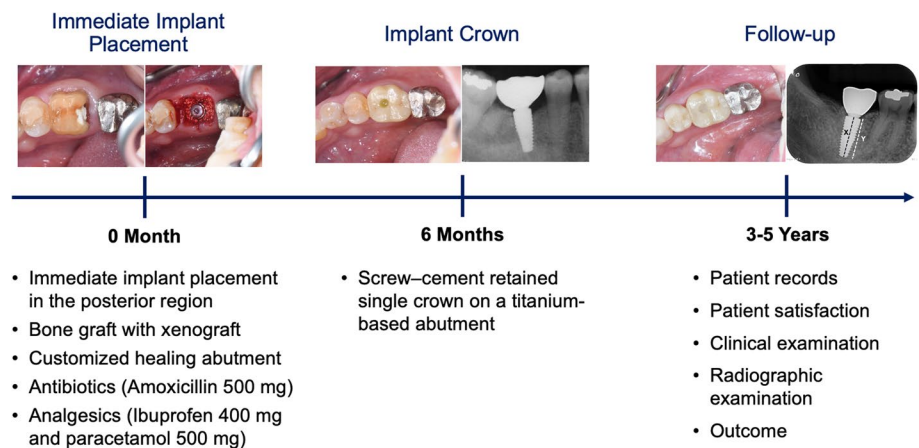 Immediate Implant
Placement
Implant Crown
Follow-up
X
Y
0 Month
6 Months
3-5 Years
• Immediate implant placement
in the posterior region
• Bone graft with xenograft
• Customized healing abutment
• Antibiotics (Amoxicillin 500 mg)
• Analgesics (Ibuprofen 400 mg
and paracetamol 500 mg)
• Screw–cement retained
single crown on a titanium-
based abutment
• Patient records
• Patient satisfaction
• Clinical examination
• Radiographic
examination
• Outcome